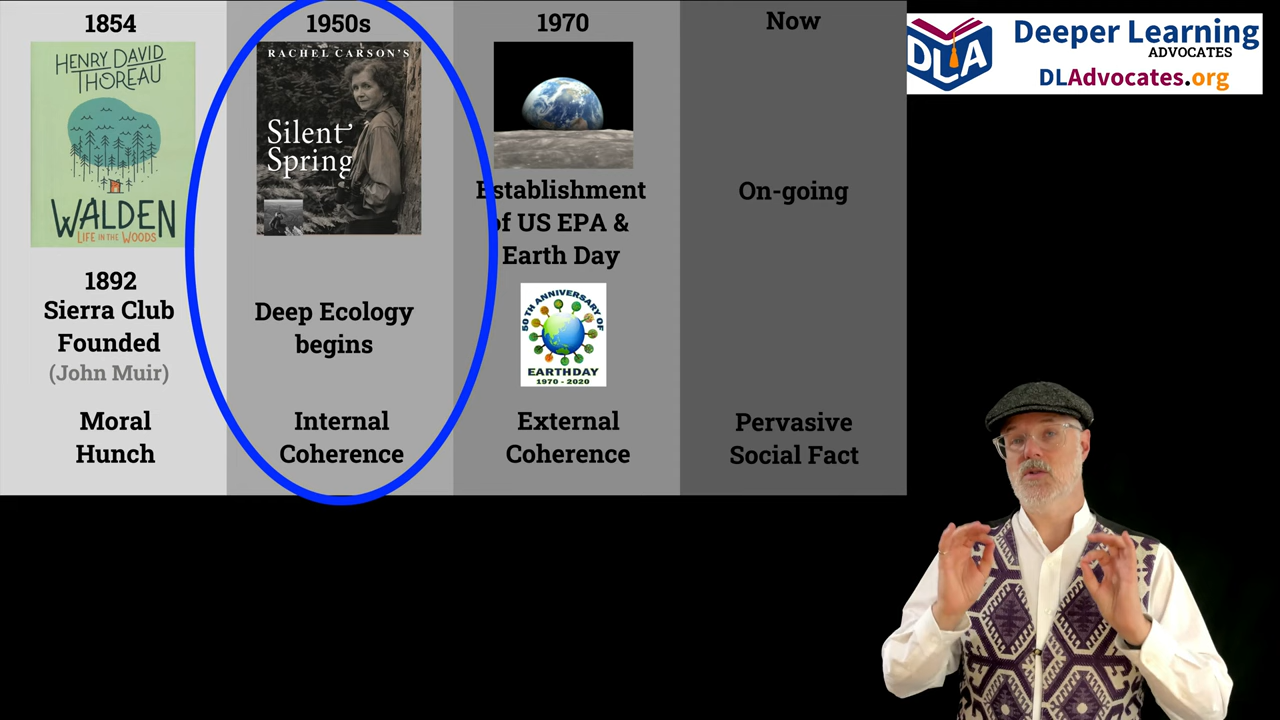 1854
HENRY DAVID
THOREAU
WALDEN
LIFE IN THE WOODS
1892
Sierra Club
Founded
(John Muir)
Moral
Hunch
1950s
RACHEL CARSON'S
Silent
Spring
Deep Ecology
begins
Internal
Coherence
1970
Establishment
of US EPA &
Earth Day
50TH ANNIVERSARY OF
EARTHDAY
1970 - 2020
External
Coherence
Now
On-going
Pervasive
Social Fact
DLA
Deeper Learning
ADVOCATES
DLAdvocates.org